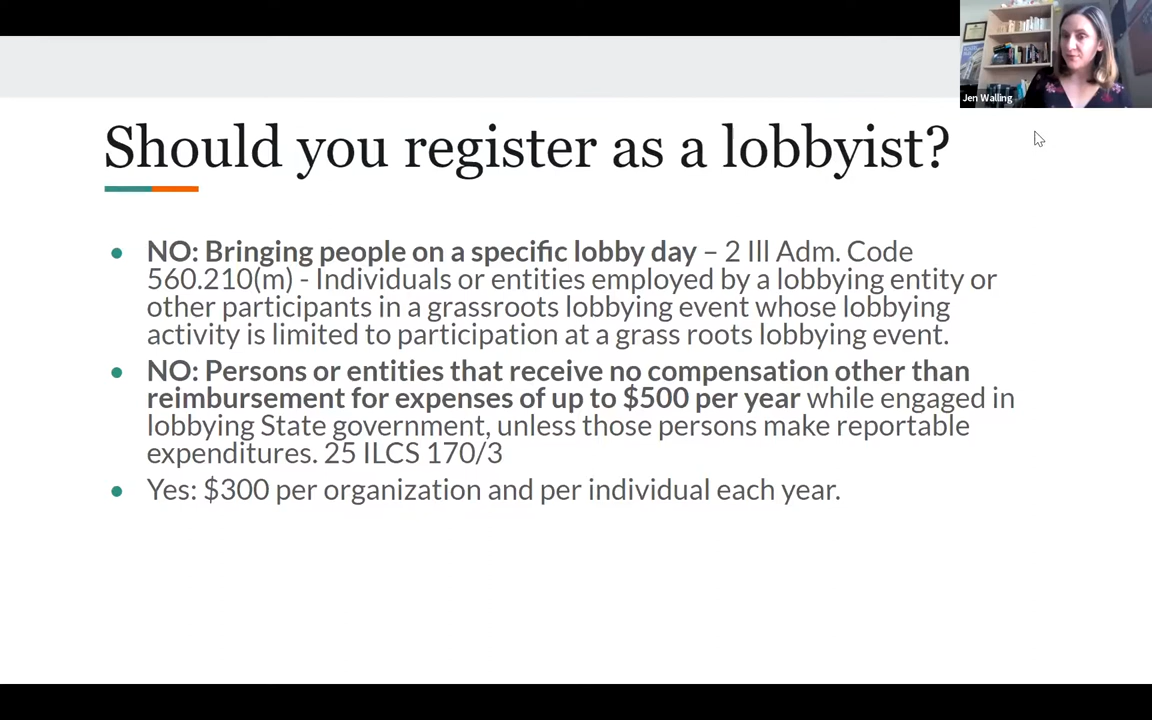 Jen Walling
Should you register as a lobbyist?
NO: Bringing people on a specific lobby day – 2 Ill Adm. Code
560.210(m) - Individuals or entities employed by a lobbying entity or
other participants in a grassroots lobbying event whose lobbying
activity is limited to participation at a grass roots lobbying event.
NO: Persons or entities that receive no compensation other than
reimbursement for expenses of up to $500 per year while engaged in
lobbying State government, unless those persons make reportable
expenditures. 25 ILCS 170/3
Yes: $300 per organization and per individual each year.